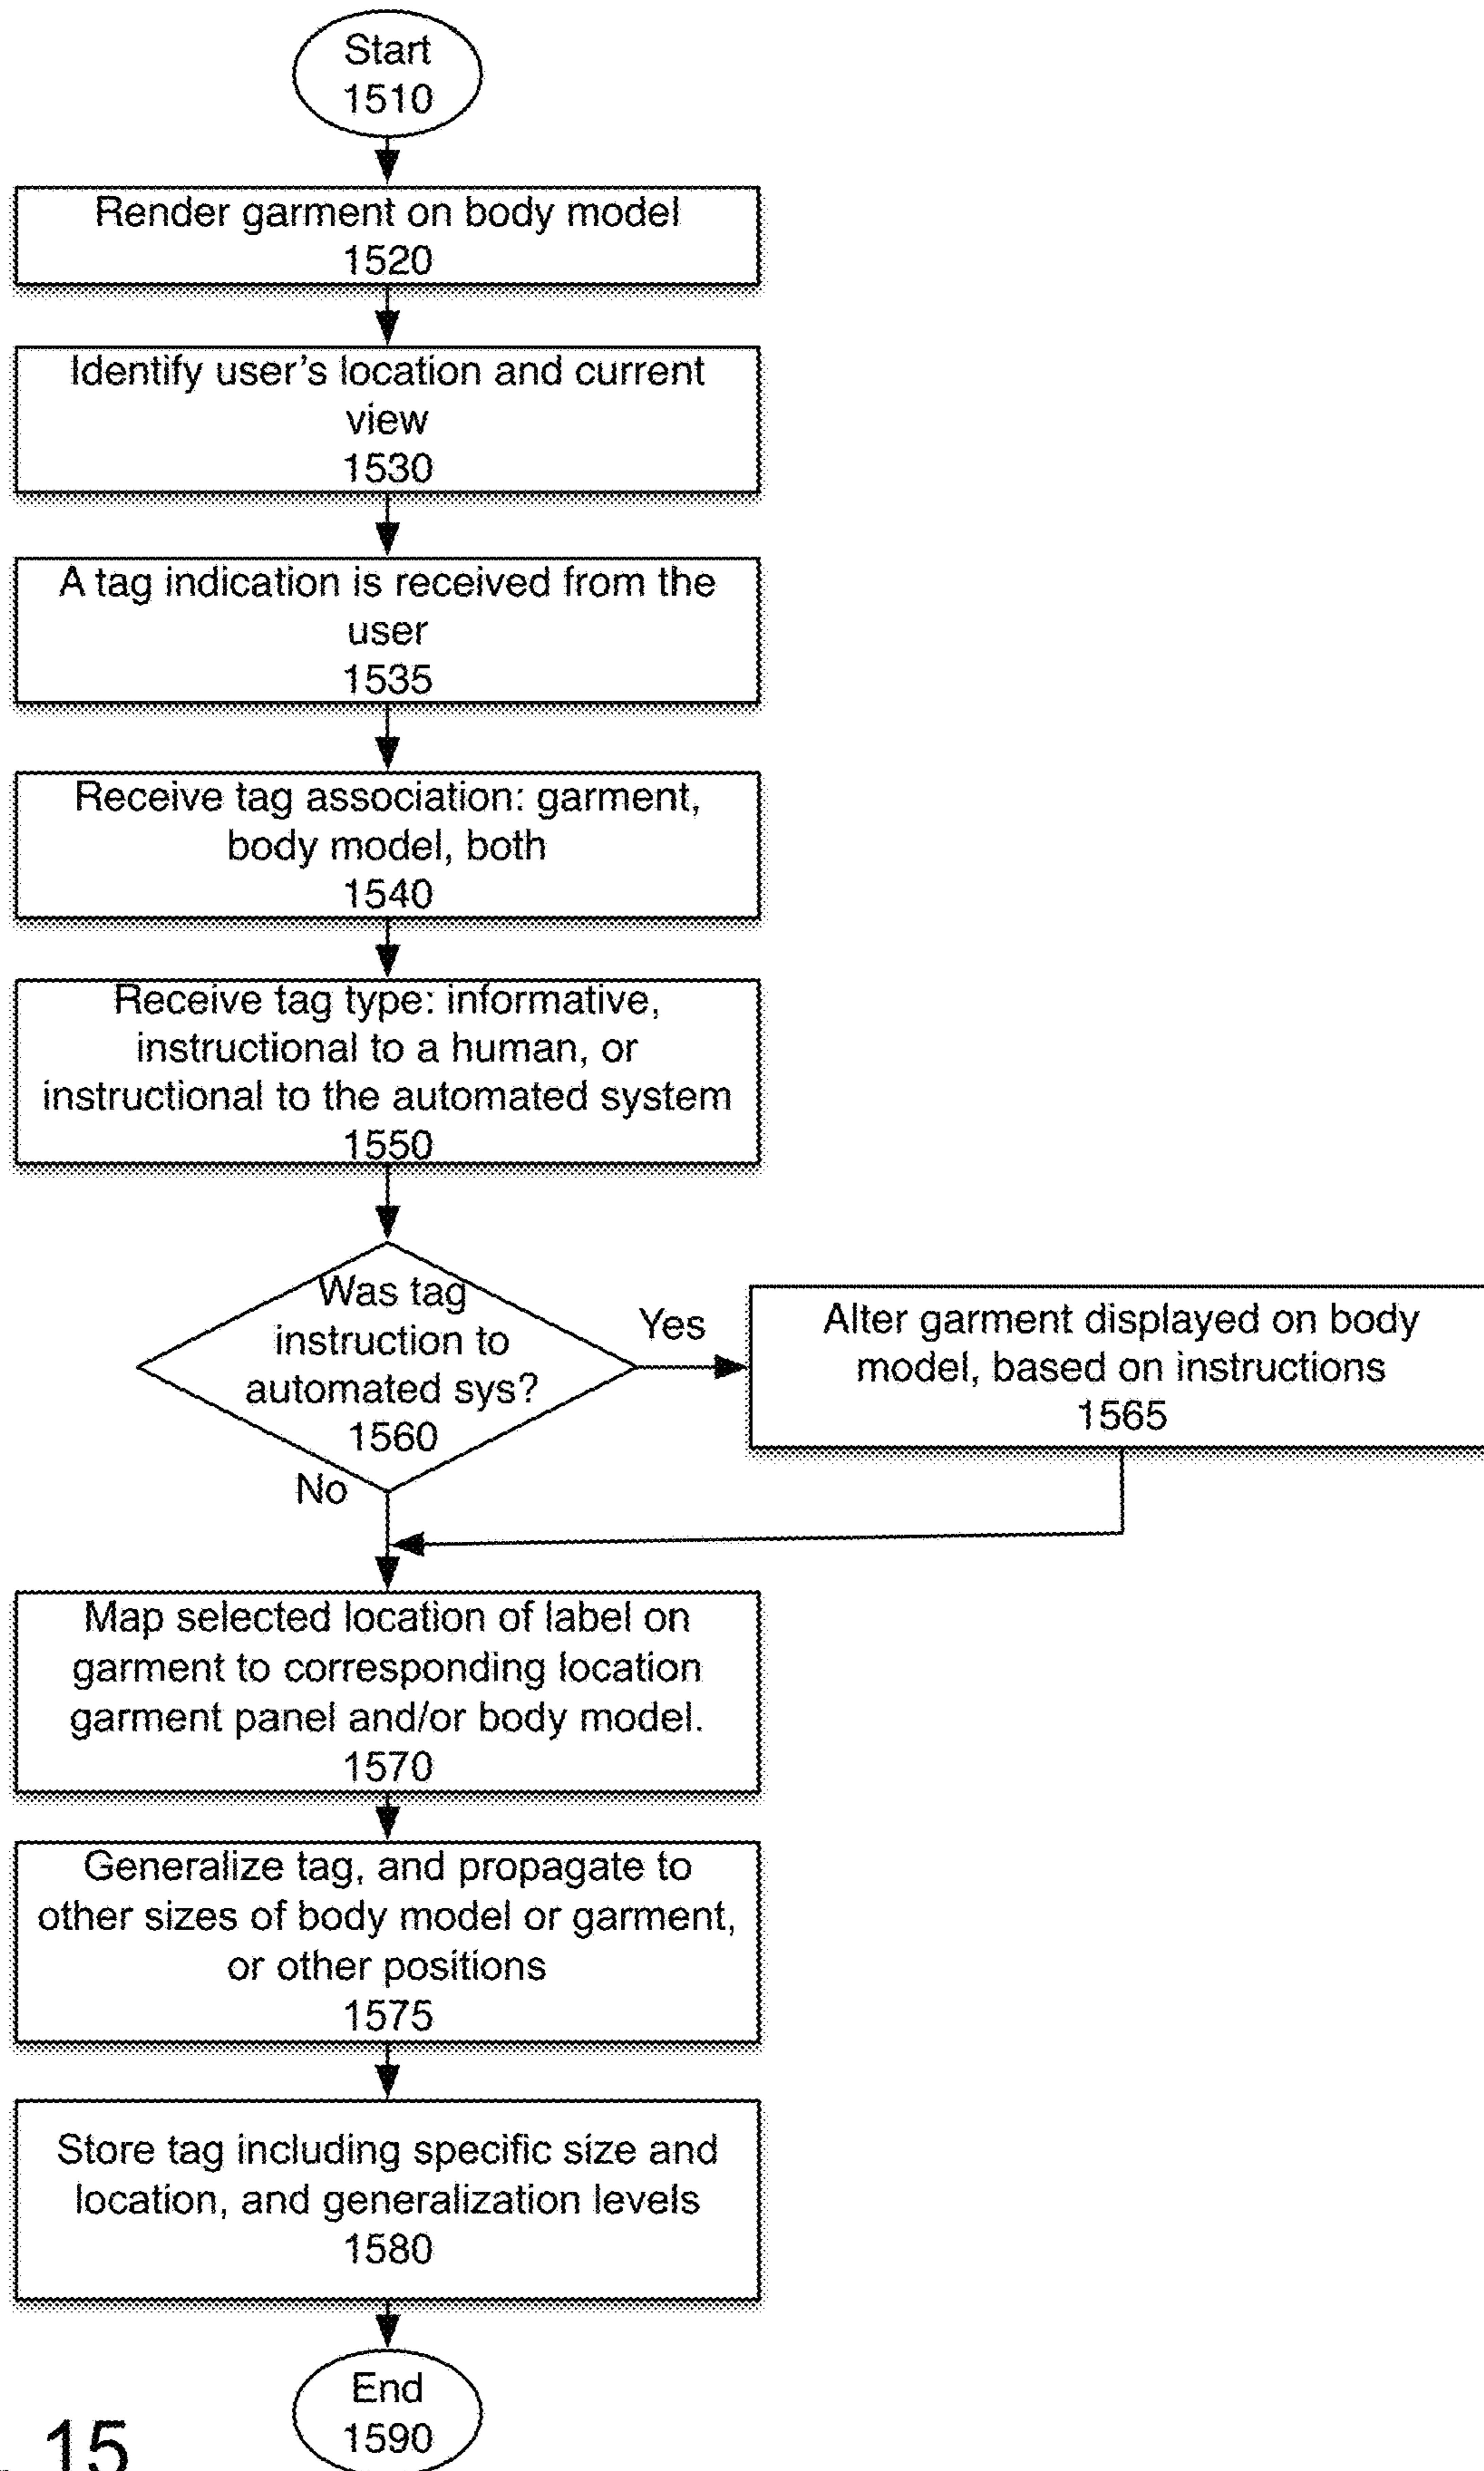 Start
1510
Render garment on body model
1520
Identify user's location and current
view
1530
A tag indication is received from the
user
1535
Receive tag association: garment,
body model, both
1540
Receive tag type: informative,
instructional to a human, or
instructional to the automated system
1550
Was tag
instruction to
automated sys?
1560
Yes
Alter garment displayed on body
model, based on instructions
1565
No
Map selected location of label on
garment to corresponding location
garment panel and/or body model.
1570
Generalize tag, and propagate to
other sizes of body model or garment,
or other positions
1575
Store tag including specific size and
location, and generalization levels
1580
End
1590
15